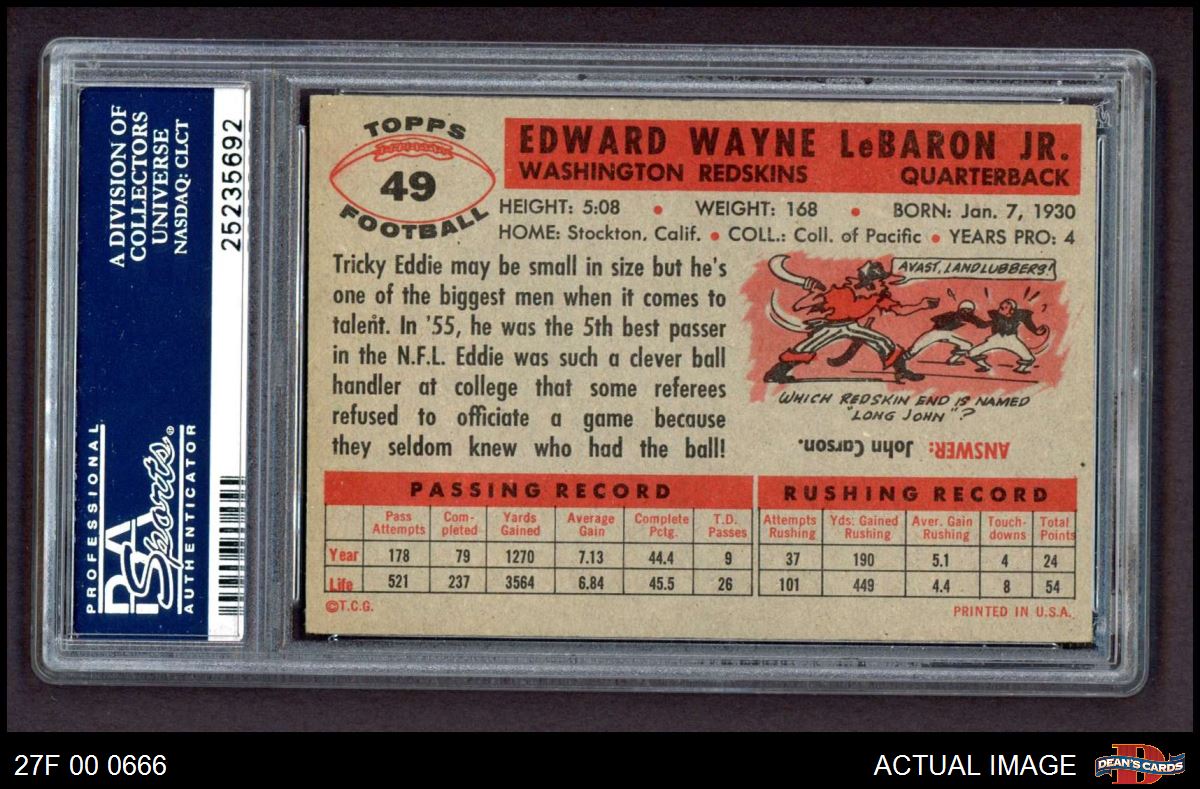 A DIVISION OF
COLLECTORS
UNIVERSE
NASDAQ: CLCT
25235692
PROFESSIONAL
PSA
Sports®
AUTHENTICATOR
TOPPS
49
FOOTBALL
EDWARD WAYNE LeBARON JR.
WASHINGTON REDSKINS QUARTERBACK
HEIGHT: 5:08 • WEIGHT: 168 • BORN: Jan. 7, 1930
HOME: Stockton, Calif. • COLL.: Coll. of Pacific • YEARS PRO: 4
Tricky Eddie may be small in size but he's
one of the biggest men when it comes to
talent. In '55, he was the 5th best passer
in the N.F.L. Eddie was such a clever ball
handler at college that some referees
refused to officiate a game because
they seldom knew who had the ball!
AVAST, LANDLUBBERS!
WHICH REDSKIN END IS NAMED
"LONG JOHN"?
ANSWER: John Carson.
PASSING RECORD
Pass Attempts Com-pleted Yards Gained Average Gain Complete Pctg. T.D. Passes
Year 178 79 1270 7.13 44.4 9
Life 521 237 3564 6.84 45.5 26
RUSHING RECORD
Attempts Rushing Yds. Gained Rushing Aver. Gain Rushing Touch-downs Total Points
37 190 5.1 4 24
101 449 4.4 8 54
©T.C.G.
PRINTED IN U.S.A.
27F 00 0666
ACTUAL IMAGE
D
DEAN'S CARDS